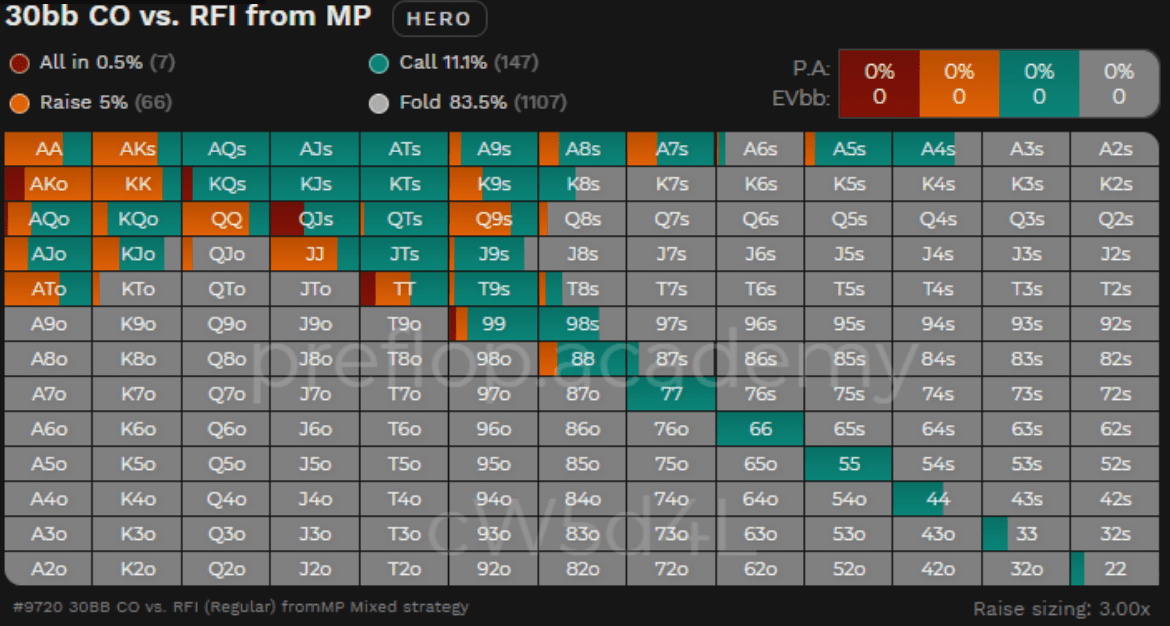 30bb CO vs. RFI from MP HERO
All in 0.5% (7) Call 11.1% (147) P.A: 0% 0% 0% 0%
Raise 5% (66) Fold 83.5% (1107) EVbb: 0 0 0 0
AA AKs AQs AJs ATs A9s A8s A7s A6s A5s A4s A3s A2s
AKo KK KQs KJs KTs K9s K8s K7s K6s K5s K4s K3s K2s
AQo KQo QQ QJs QTs Q9s Q8s Q7s Q6s Q5s Q4s Q3s Q2s
AJo KJo QJo JJ JTs J9s J8s J7s J6s J5s J4s J3s J2s
ATo KTo QTo JTo TT T9s T8s T7s T6s T5s T4s T3s T2s
A9o K9o Q9o J9o T9o 99 98s 97s 96s 95s 94s 93s 92s
A8o K8o Q8o J8o T8o 98o 88 87s 86s 85s 84s 83s 82s
preflop.academy
A7o K7o Q7o J7o T7o 97o 87o 77 76s 75s 74s 73s 72s
A6o K6o Q6o J6o T6o 96o 86o 76o 66 65s 64s 63s 62s
A5o K5o Q5o J5o T5o 95o 85o 75o 65o 55 54s 53s 52s
A4o K4o Q4o J4o T4o 94o 84o 74o 64o 54o 44 43s 42s
A3o K3o Q3o J3o T3o 93o 83o 73o 63o 53o 43o 33 32s
cW5d4L
A2o K2o Q2o J2o T2o 92o 82o 72o 62o 52o 42o 32o 22
#9720 30BB CO vs. RFI (Regular) fromMP Mixed strategy Raise sizing: 3.00x